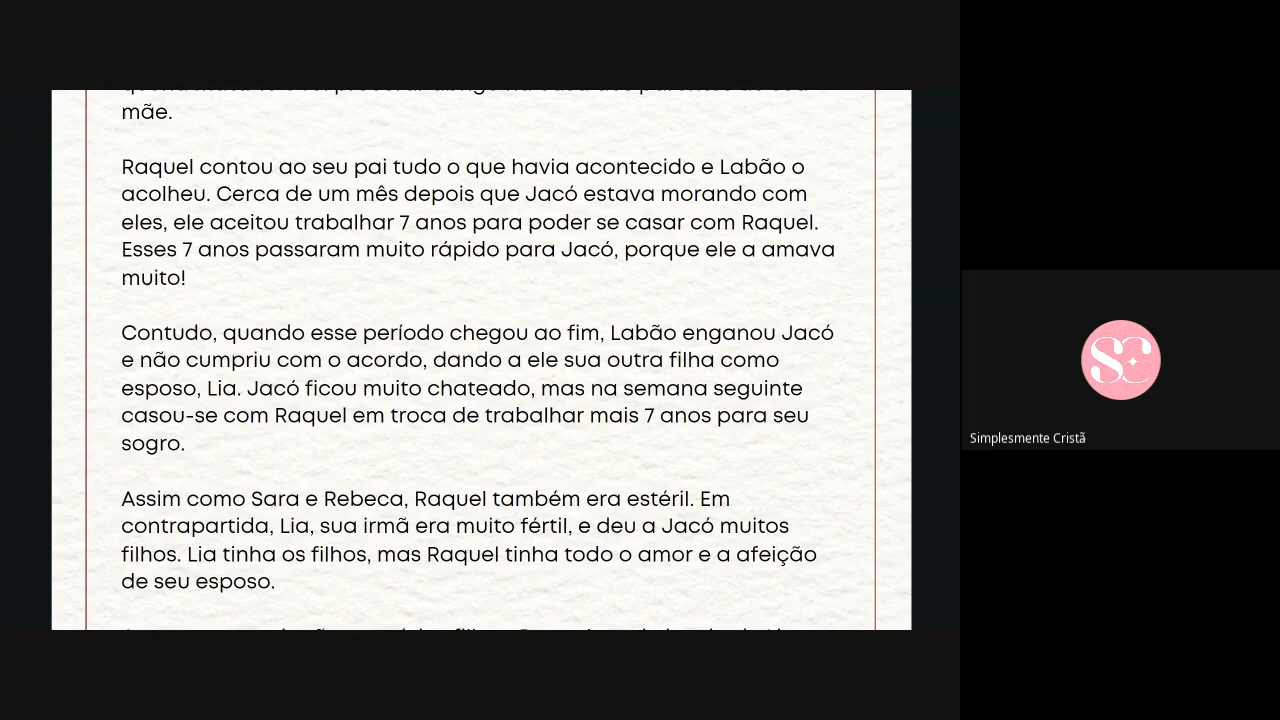 mãe.
Raquel contou ao seu pai tudo o que havia acontecido e Labão o
acolheu. Cerca de um mês depois que Jacó estava morando com
eles, ele aceitou trabalhar 7 anos para poder se casar com Raquel.
Esses 7 anos passaram muito rápido para Jacó, porque ele a amava
muito!
Contudo, quando esse período chegou ao fim, Labão enganou Jacó
e não cumpriu com o acordo, dando a ele sua outra filha como
esposo, Lia. Jacó ficou muito chateado, mas na semana seguinte
casou-se com Raquel em troca de trabalhar mais 7 anos para seu
sogro.
Assim como Sara e Rebeca, Raquel também era estéril. Em
contrapartida, Lia, sua irmã era muito fértil, e deu a Jacó muitos
filhos. Lia tinha os filhos, mas Raquel tinha todo o amor e a afeição
de seu esposo.
SC
Simplesmente Cristã